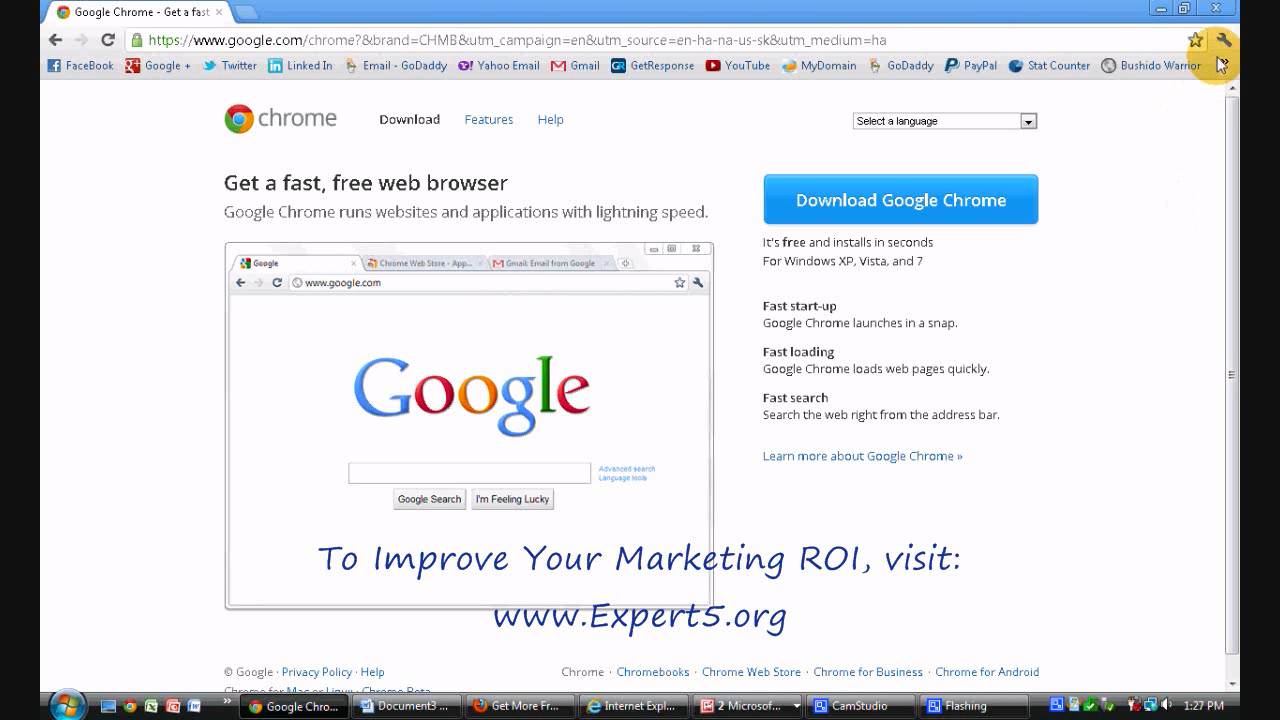 Google Chrome - Get a fast
https://www.google.com/chrome?&brand=CHMB&utm_campaign=en&utm_source=en-ha-na-us-sk&utm_medium=ha
FaceBook Google + Twitter Linked In Email - GoDaddy Yahoo Email Gmail GetResponse YouTube MyDomain GoDaddy PayPal Stat Counter Bushido Warrior
chrome Download Features Help Select a language
Get a fast, free web browser
Google Chrome runs websites and applications with lightning speed.
Google Chrome Web Store - App... Gmail: Email from Google
www.google.com
Google
Advanced search
Language tools
Google Search I'm Feeling Lucky
Download Google Chrome
It's free and installs in seconds
For Windows XP, Vista, and 7
Fast start-up
Google Chrome launches in a snap.
Fast loading
Google Chrome loads web pages quickly.
Fast search
Search the web right from the address bar.
Learn more about Google Chrome »
To Improve Your Marketing ROI, visit:
www.Expert5.org
© Google · Privacy Policy · Help
Chrome · Chromebooks · Chrome Web Store · Chrome for Business · Chrome for Android
Chrome for Mac or Linux · Chrome Beta
Google Chro... Document3 ... Get More Fr... Internet Expl... 2 Microsof... CamStudio Flashing 1:27 PM